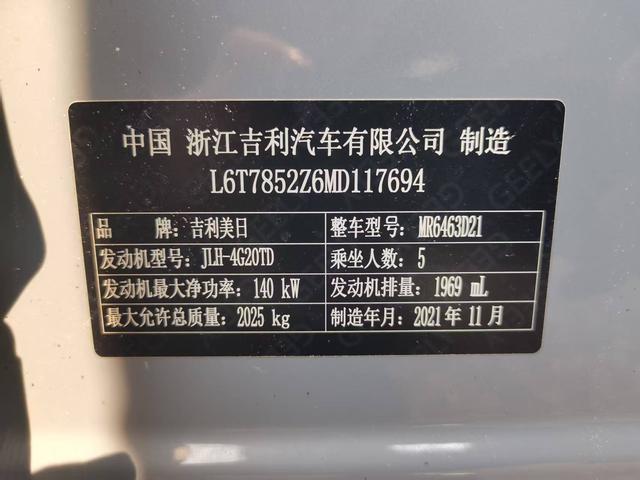 中国 浙江吉利汽车有限公司 制造
L6T7852Z6MD117694
品 牌: 吉利美日 整车型号: MR6463D21
发动机型号: JLH-4G20TD 乘坐人数: 5
发动机最大净功率: 140 kW 发动机排量: 1969 mL
最大允许总质量: 2025 kg 制造年月: 2021 年 11 月